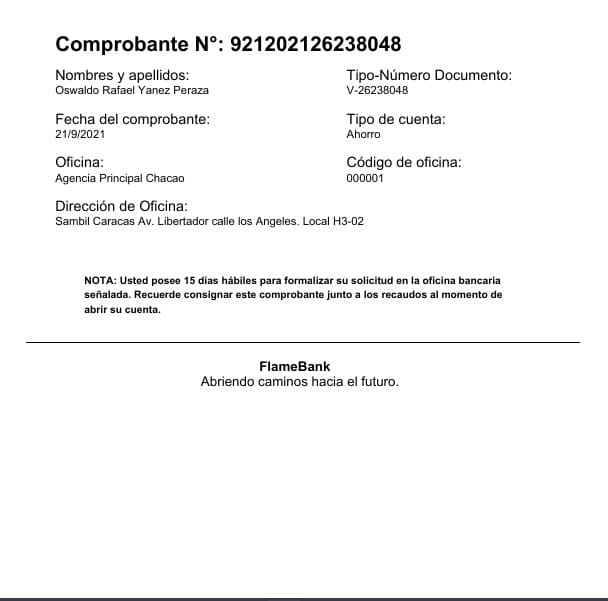 Comprobante N°: 921202126238048
Nombres y apellidos:
Oswaldo Rafael Yanez Peraza
Tipo-Número Documento:
V-26238048
Fecha del comprobante:
21/9/2021
Tipo de cuenta:
Ahorro
Oficina:
Agencia Principal Chacao
Código de oficina:
000001
Dirección de Oficina:
Sambil Caracas Av. Libertador calle los Angeles. Local H3-02
NOTA: Usted posee 15 días hábiles para formalizar su solicitud en la oficina bancaria
señalada. Recuerde consignar este comprobante junto a los recaudos al momento de
abrir su cuenta.
FlameBank
Abriendo caminos hacia el futuro.